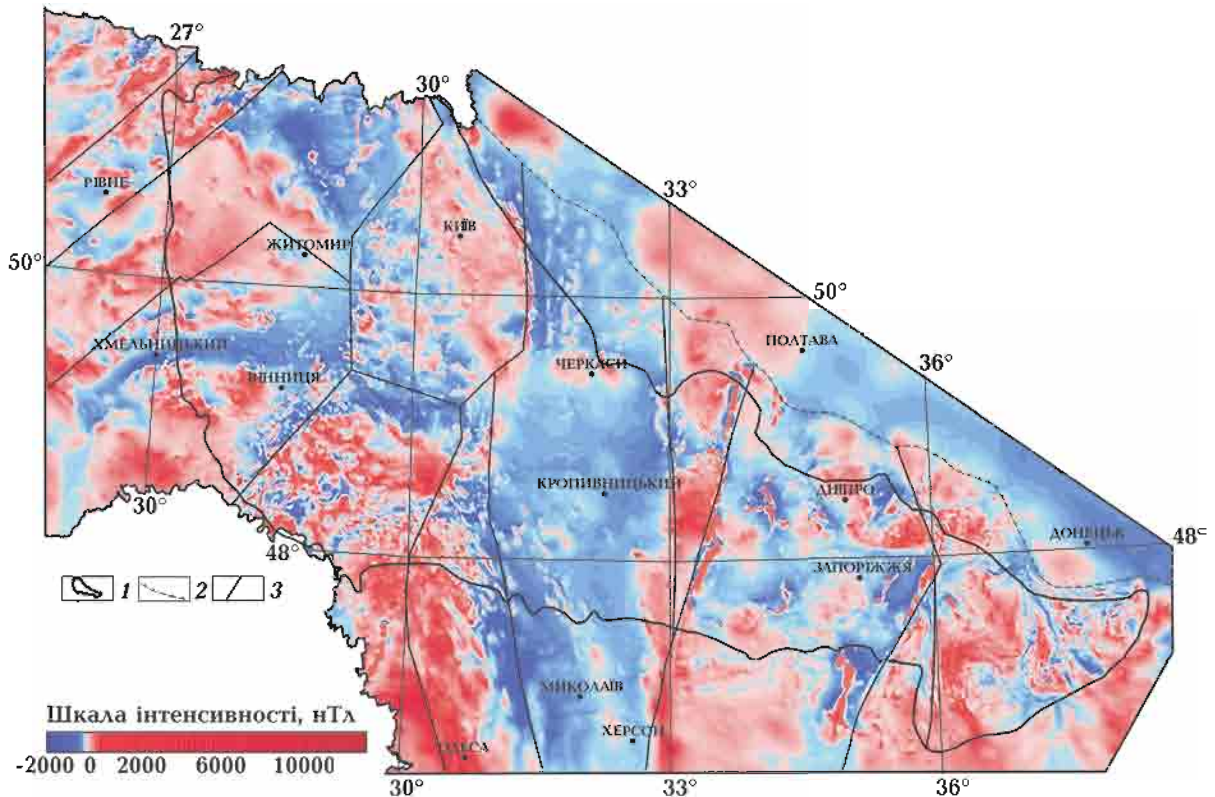 27°
30°
33°
РІВНЕ
КИЇВ
ЖИТОМИР
50°
50°
ПОЛТАВА
ХМЕЛЬНИЦЬКИЙ
ЧЕРКАСИ
36°
ВІННИЦЯ
КРОПИВНИЦЬКИЙ
ДНІПРО
30°
ДОНЕЦЬК
48°
48°
ЗАПОРІЖЖЯ
1 2 3
МИКОЛАЇВ
Шкала інтенсивності, нТл
ХЕРСОН
ОДЕСА
-2000 0 2000 6000 10000
30°
33°
36°